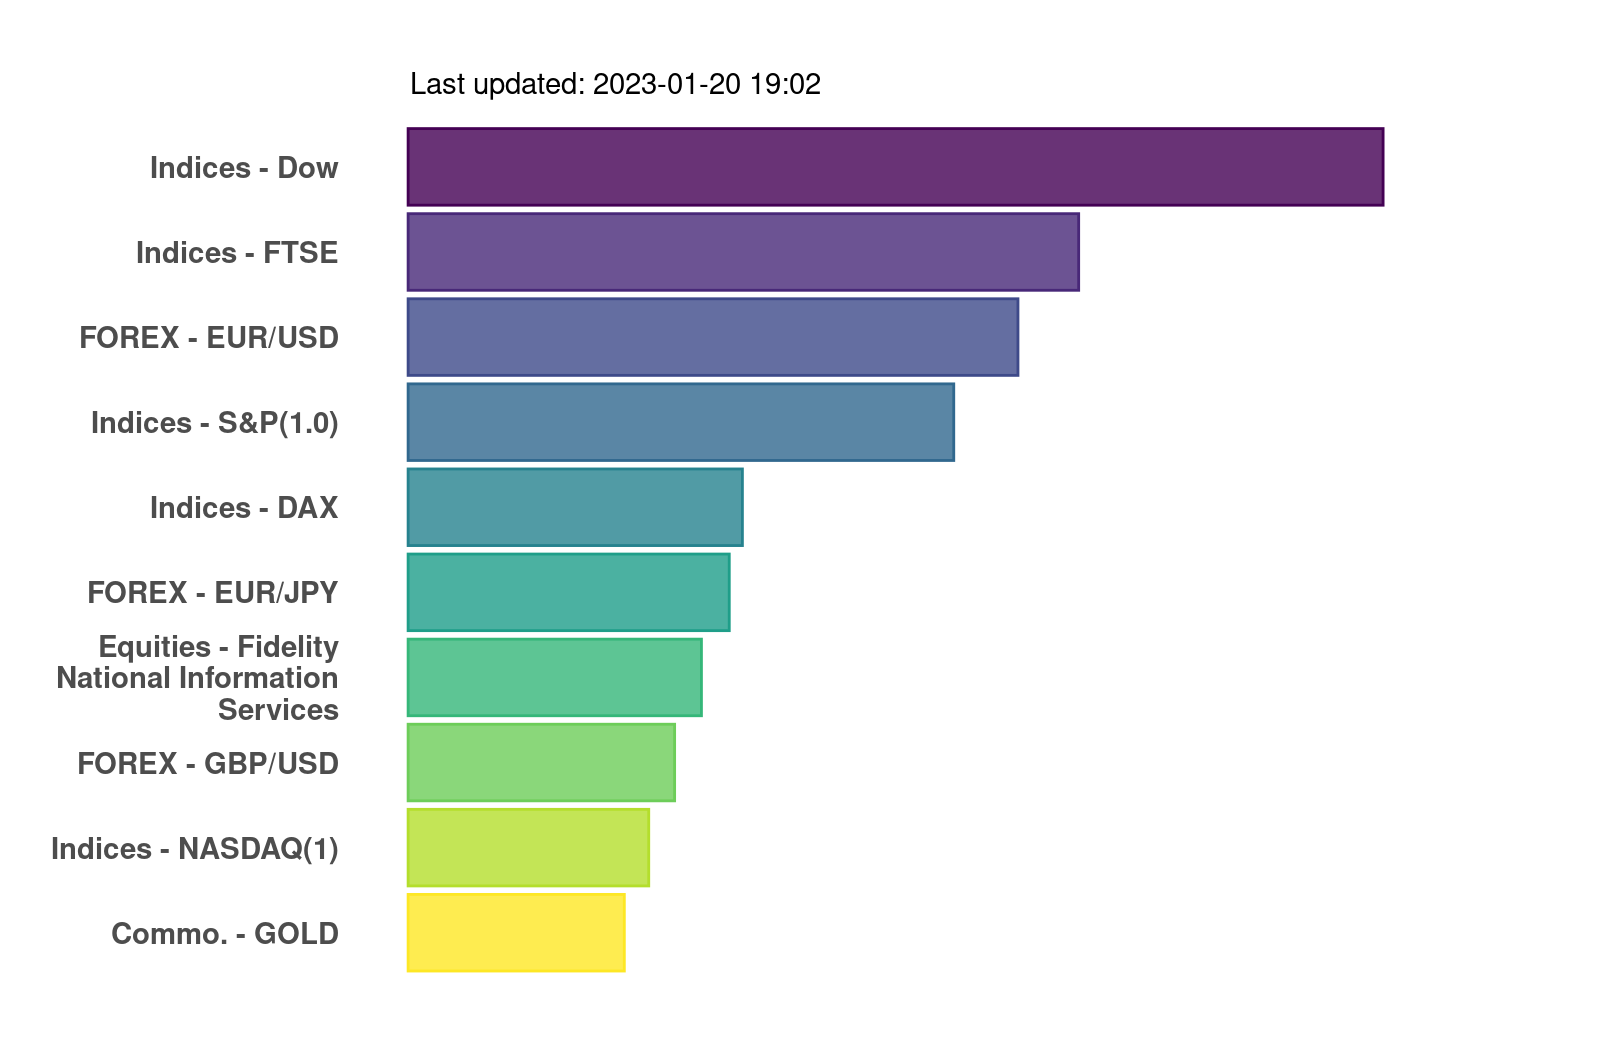 Last updated: 2023-01-20 19:02
Indices - Dow
Indices - FTSE
FOREX - EUR/USD
Indices - S&P(1.0)
Indices - DAX
FOREX - EUR/JPY
Equities - Fidelity
National Information
Services
FOREX - GBP/USD
Indices - NASDAQ(1)
Commo. - GOLD